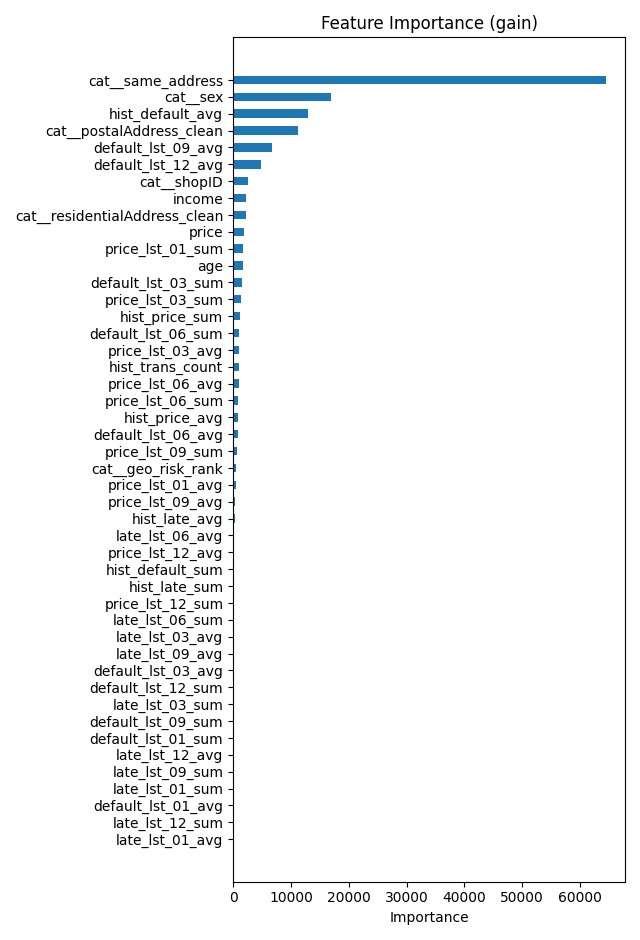 Feature Importance (gain)
cat__same_address
cat__sex
hist_default_avg
cat__postalAddress_clean
default_lst_09_avg
default_lst_12_avg
cat__shopID
income
cat__residentialAddress_clean
price
price_lst_01_sum
age
default_lst_03_sum
price_lst_03_sum
hist_price_sum
default_lst_06_sum
price_lst_03_avg
hist_trans_count
price_lst_06_avg
price_lst_06_sum
hist_price_avg
default_lst_06_avg
price_lst_09_sum
cat__geo_risk_rank
price_lst_01_avg
price_lst_09_avg
hist_late_avg
late_lst_06_avg
price_lst_12_avg
hist_default_sum
hist_late_sum
price_lst_12_sum
late_lst_06_sum
late_lst_03_avg
late_lst_09_avg
default_lst_03_avg
default_lst_12_sum
late_lst_03_sum
default_lst_09_sum
default_lst_01_sum
late_lst_12_avg
late_lst_09_sum
late_lst_01_sum
default_lst_01_avg
late_lst_12_sum
late_lst_01_avg
0 10000 20000 30000 40000 50000 60000
Importance